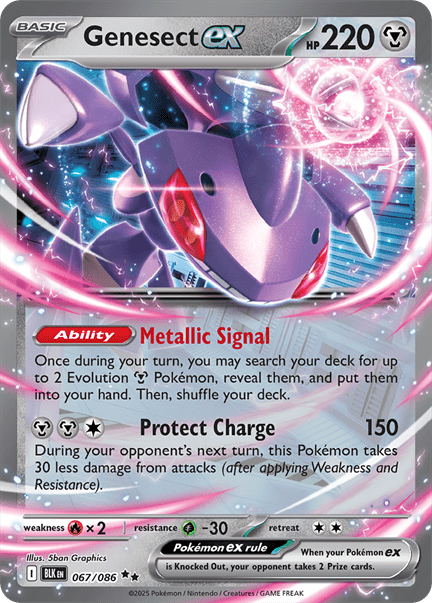 BASIC
Genesect ex HP 220
Ability Metallic Signal
Once during your turn, you may search your deck for up
to 2 Evolution Pokémon, reveal them, and put them
into your hand. Then, shuffle your deck.
Protect Charge 150
During your opponent's next turn, this Pokémon takes
30 less damage from attacks (after applying Weakness and
Resistance).
weakness × 2 resistance -30 retreat
Illus. 5ban Graphics
Pokémon ex rule When your Pokémon ex
I BLK EN 067/086 is Knocked Out, your opponent takes 2 Prize cards.
©2025 Pokémon / Nintendo / Creatures / GAME FREAK